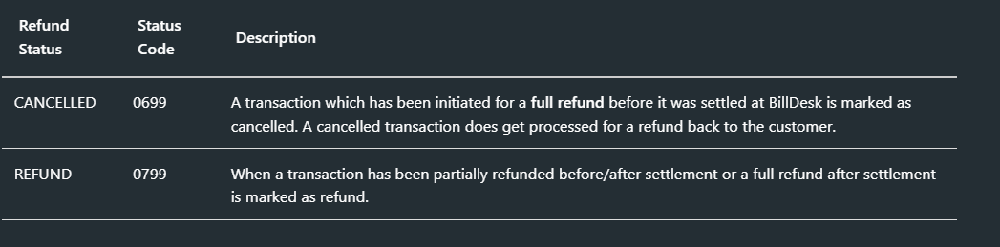 Refund Status Status Code Description
CANCELLED 0699 A transaction which has been initiated for a full refund before it was settled at BillDesk is marked as
cancelled. A cancelled transaction does get processed for a refund back to the customer.
REFUND 0799 When a transaction has been partially refunded before/after settlement or a full refund after settlement
is marked as refund.